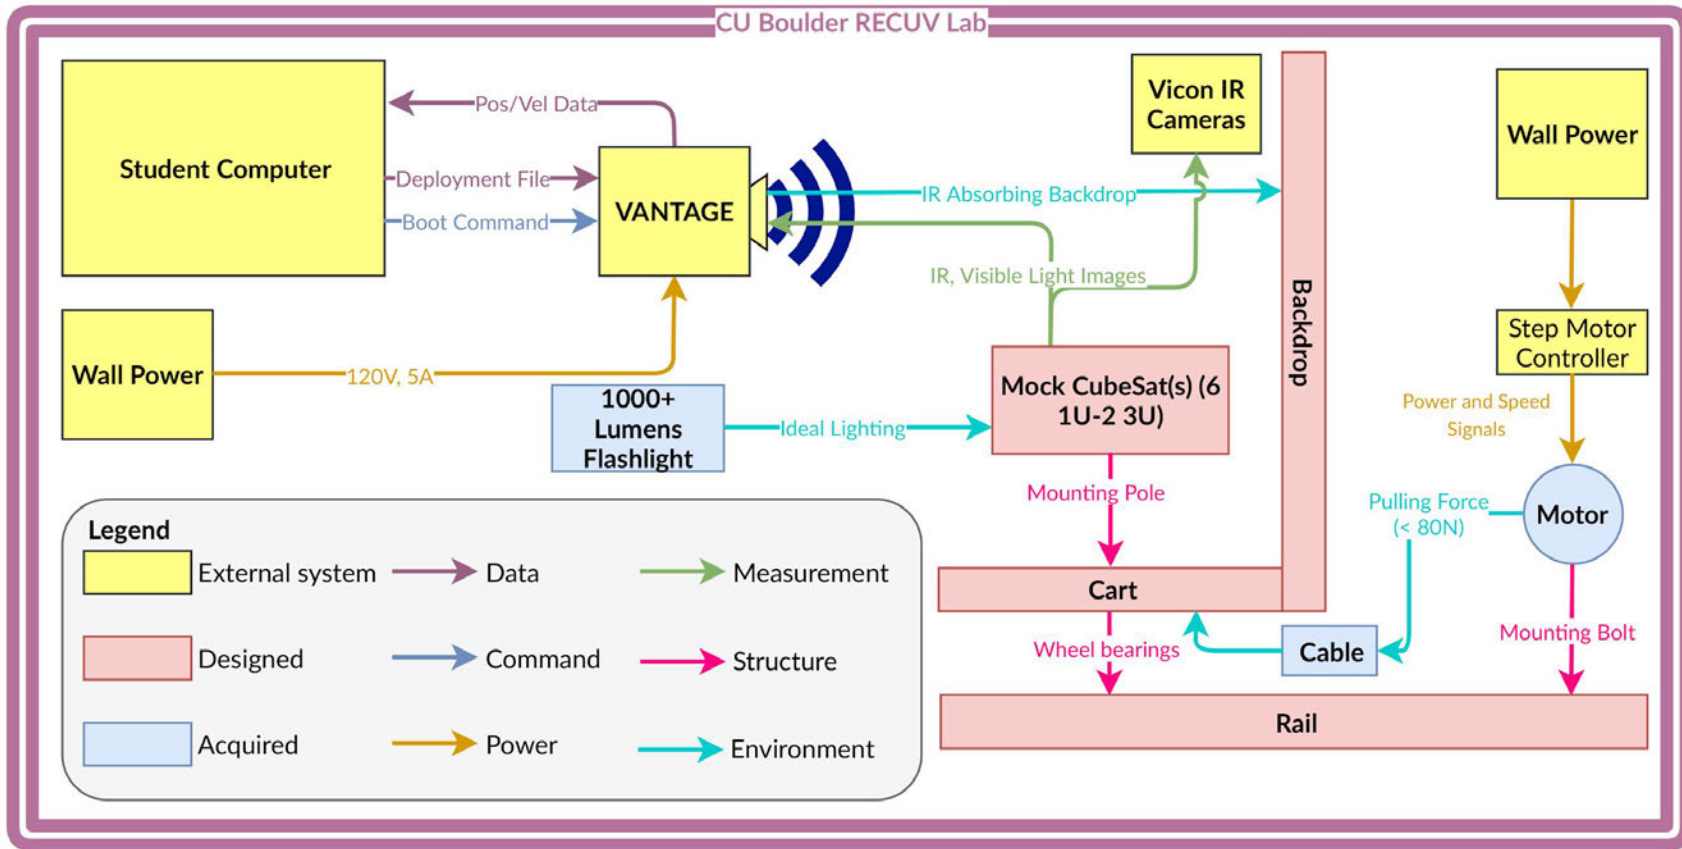 CU Boulder RECUV Lab
Student Computer
Pos/Vel Data
Deployment File
Boot Command
VANTAGE
IR Absorbing Backdrop
IR, Visible Light Images
Vicon IR
Cameras
Backdrop
Wall Power
Step Motor
Controller
Power and Speed
Signals
Motor
Pulling Force
(< 80N)
Mounting Bolt
Wall Power
120V, 5A
1000+
Lumens
Flashlight
Ideal Lighting
Mock CubeSat(s) (6
1U-2 3U)
Mounting Pole
Cart
Wheel bearings
Cable
Rail
Legend
External system
Data
Measurement
Designed
Command
Structure
Acquired
Power
Environment